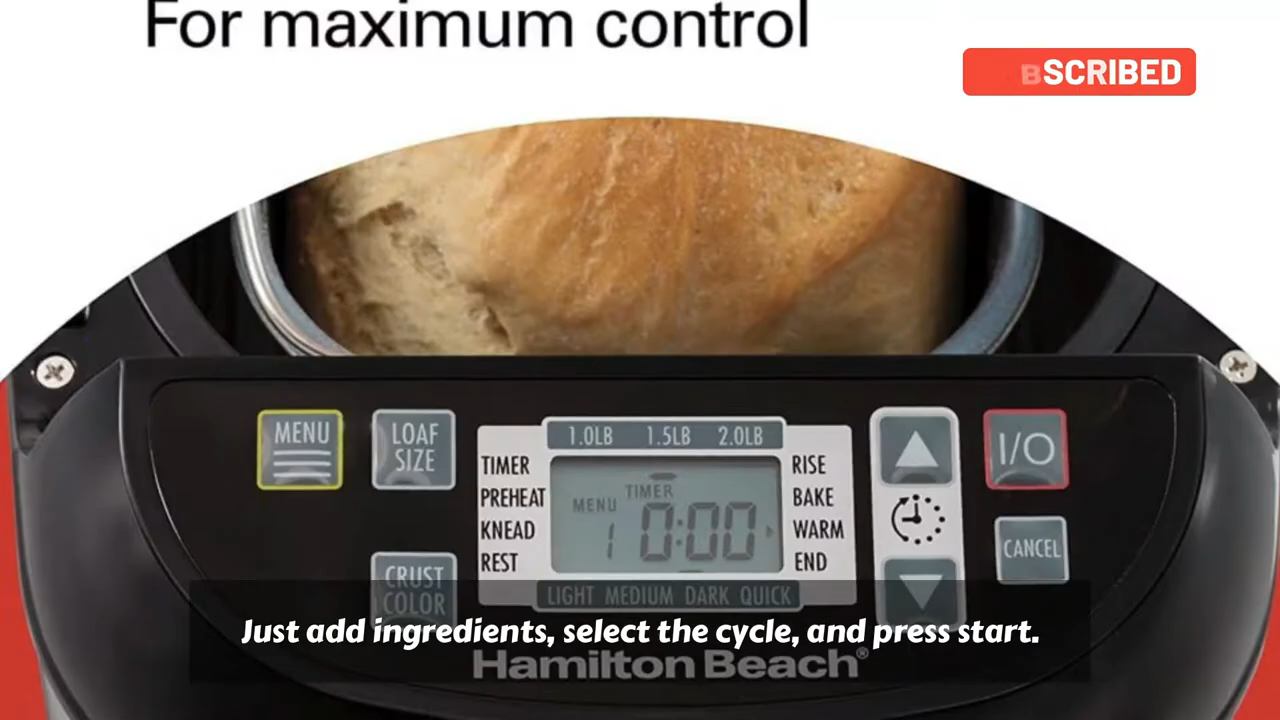 For maximum control
BSCRIBED
MENU
LOAF
SIZE
CRUST
COLOR
1.0LB 1.5LB 2.0LB
TIMER
PREHEAT
KNEAD
REST
TIMER
MENU
1 0:00
RISE
BAKE
WARM
END
LIGHT MEDIUM DARK QUICK
I/O
CANCEL
Just add ingredients, select the cycle, and press start.
Hamilton Beach®